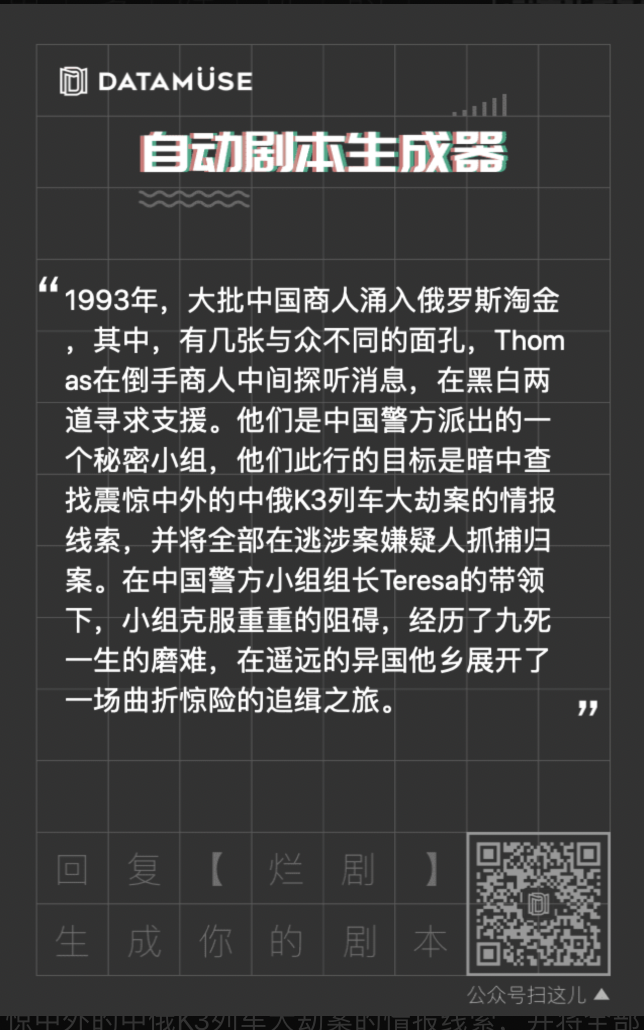 DATAMÜSE
自动剧本生成器
“1993年，大批中国商人涌入俄罗斯淘金
，其中，有几张与众不同的面孔，Thom
as在倒手商人中间探听消息，在黑白两
道寻求支援。他们是中国警方派出的一
个秘密小组，他们此行的目标是暗中查
找震惊中外的中俄K3列车大劫案的情报
线索，并将全部在逃涉案嫌疑人抓捕归
案。在中国警方小组组长Teresa的带领
下，小组克服重重的阻碍，经历了九死
一生的磨难，在遥远的异国他乡展开了
一场曲折惊险的追缉之旅。”
回复【烂剧】
生成你的剧本
公众号扫这儿▲
惊中外的中俄K3列车大劫案的情报线索，并将全部